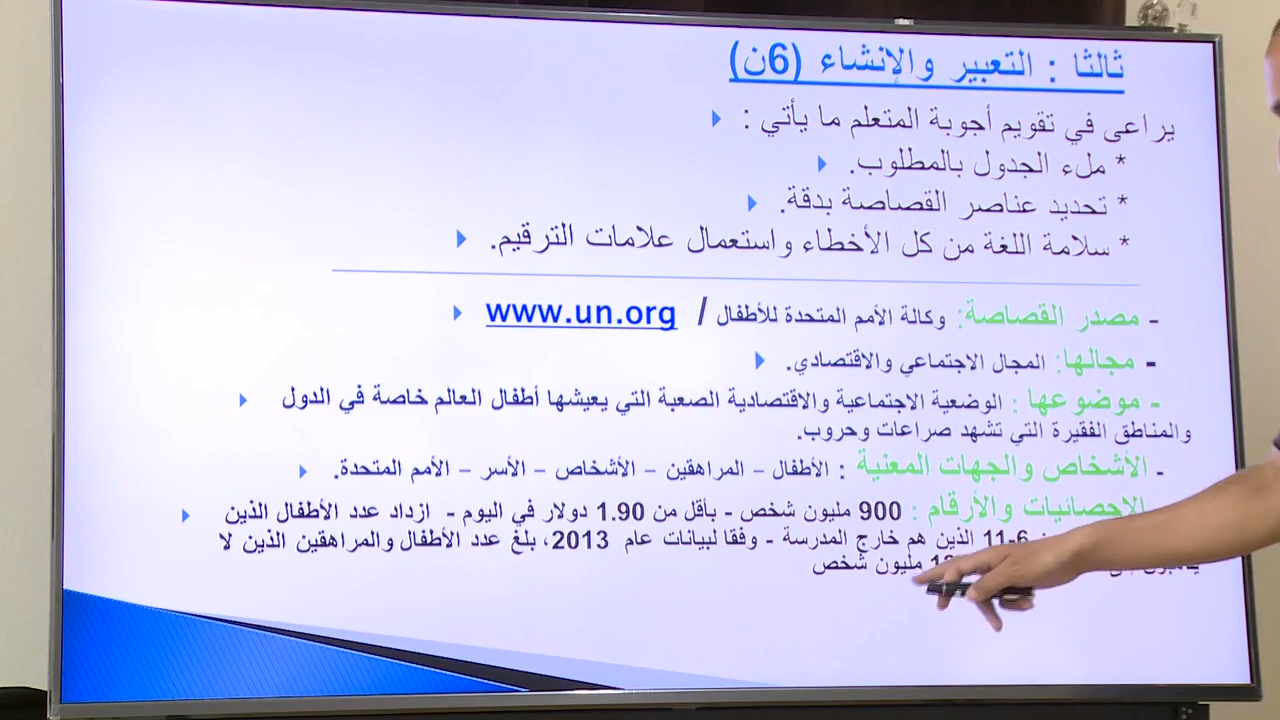 ثالثا : التعبير والإنشاء (6ن)
يراعى في تقويم أجوبة المتعلم ما يأتي :
* ملء الجدول بالمطلوب.
* تحديد عناصر القصاصة بدقة.
* سلامة اللغة من كل الأخطاء واستعمال علامات الترقيم.
- مصدر القصاصة: وكالة الأمم المتحدة للأطفال / www.un.org
- مجالها: المجال الاجتماعي والاقتصادي.
- موضوعها : الوضعية الاجتماعية والاقتصادية الصعبة التي يعيشها أطفال العالم خاصة في الدول
والمناطق الفقيرة التي تشهد صراعات وحروب.
- الأشخاص والجهات المعنية : الأطفال – المراهقين – الأشخاص – الأسر – الأمم المتحدة.
الإحصائيات والأرقام : 900 مليون شخص - بأقل من 1.90 دولار في اليوم - ازداد عدد الأطفال الذين
6-11 الذين هم خارج المدرسة - وفقا لبيانات عام 2013، بلغ عدد الأطفال والمراهقين الذين لا
مليون شخص